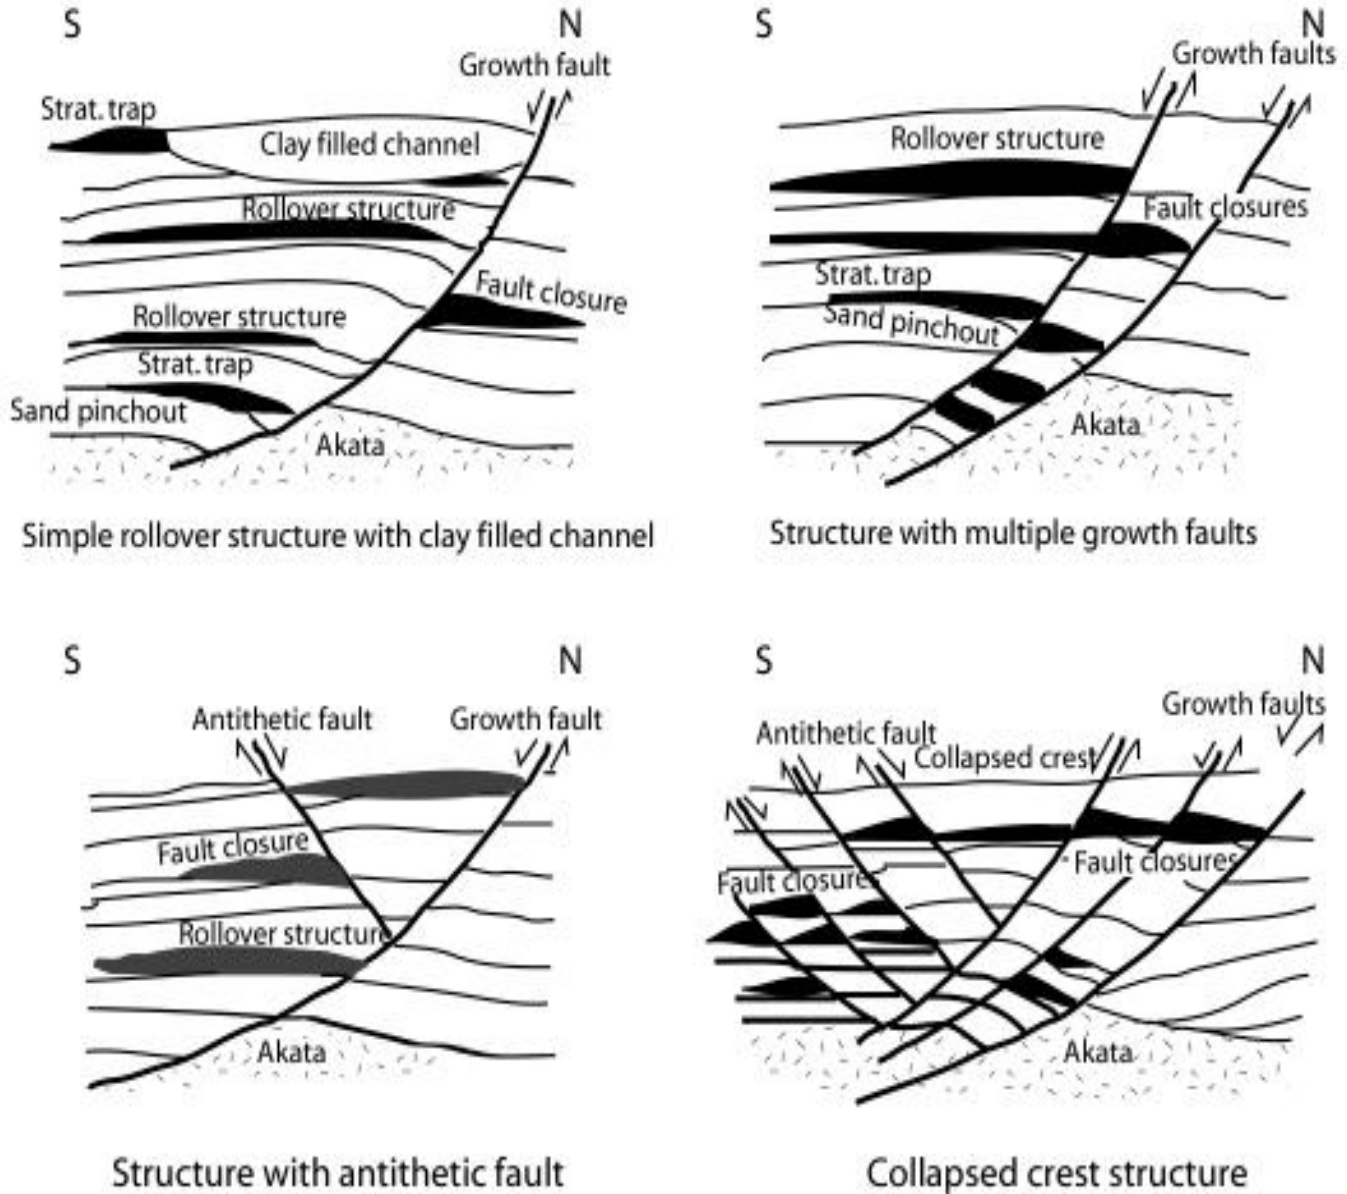 S N
Growth fault
Strat. trap
Clay filled channel
Rollover structure
Fault closure
Rollover structure
Strat. trap
Sand pinchout
Akata
Simple rollover structure with clay filled channel
S N
Growth faults
Rollover structure
Fault closures
Strat. trap
Sand pinchout
Akata
Structure with multiple growth faults
S N
Antithetic fault Growth fault
Fault closure
Rollover structure
Akata
Structure with antithetic fault
S N
Growth faults
Antithetic fault
Collapsed crest
Fault closures
Fault closures
Akata
Collapsed crest structure